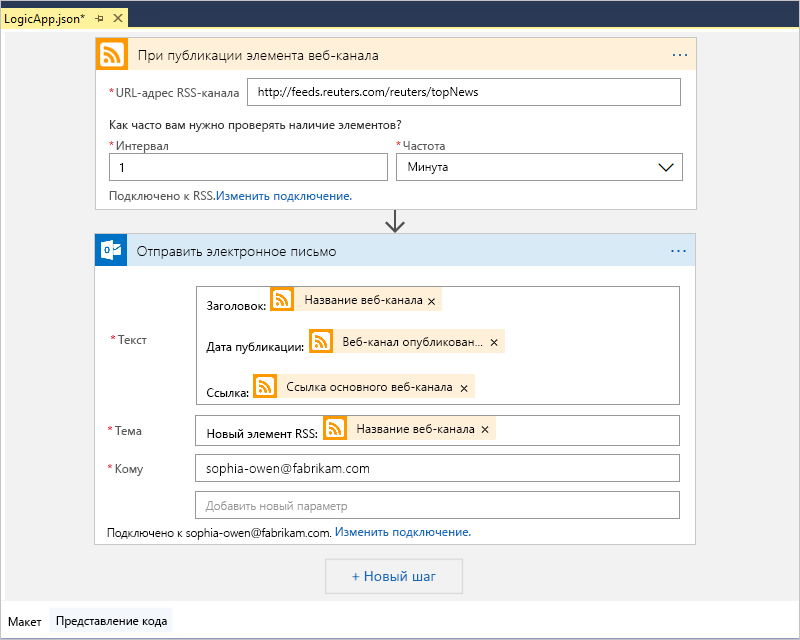 LogicApp.json*
При публикации элемента веб-канала
...
*URL-адрес RSS-канала http://feeds.reuters.com/reuters/topNews
Как часто вам нужно проверять наличие элементов?
*Интервал *Частота
1 Минута
Подключено к RSS.Изменить подключение.
Отправить электронное письмо
...
*Текст
Заголовок: Название веб-канала ×
Дата публикации: Веб-канал опубликован... ×
Ссылка: Ссылка основного веб-канала ×
*Тема Новый элемент RSS: Название веб-канала ×
*Кому sophia-owen@fabrikam.com
Добавить новый параметр
Подключено к sophia-owen@fabrikam.com. Изменить подключение.
+ Новый шаг
Макет Представление кода